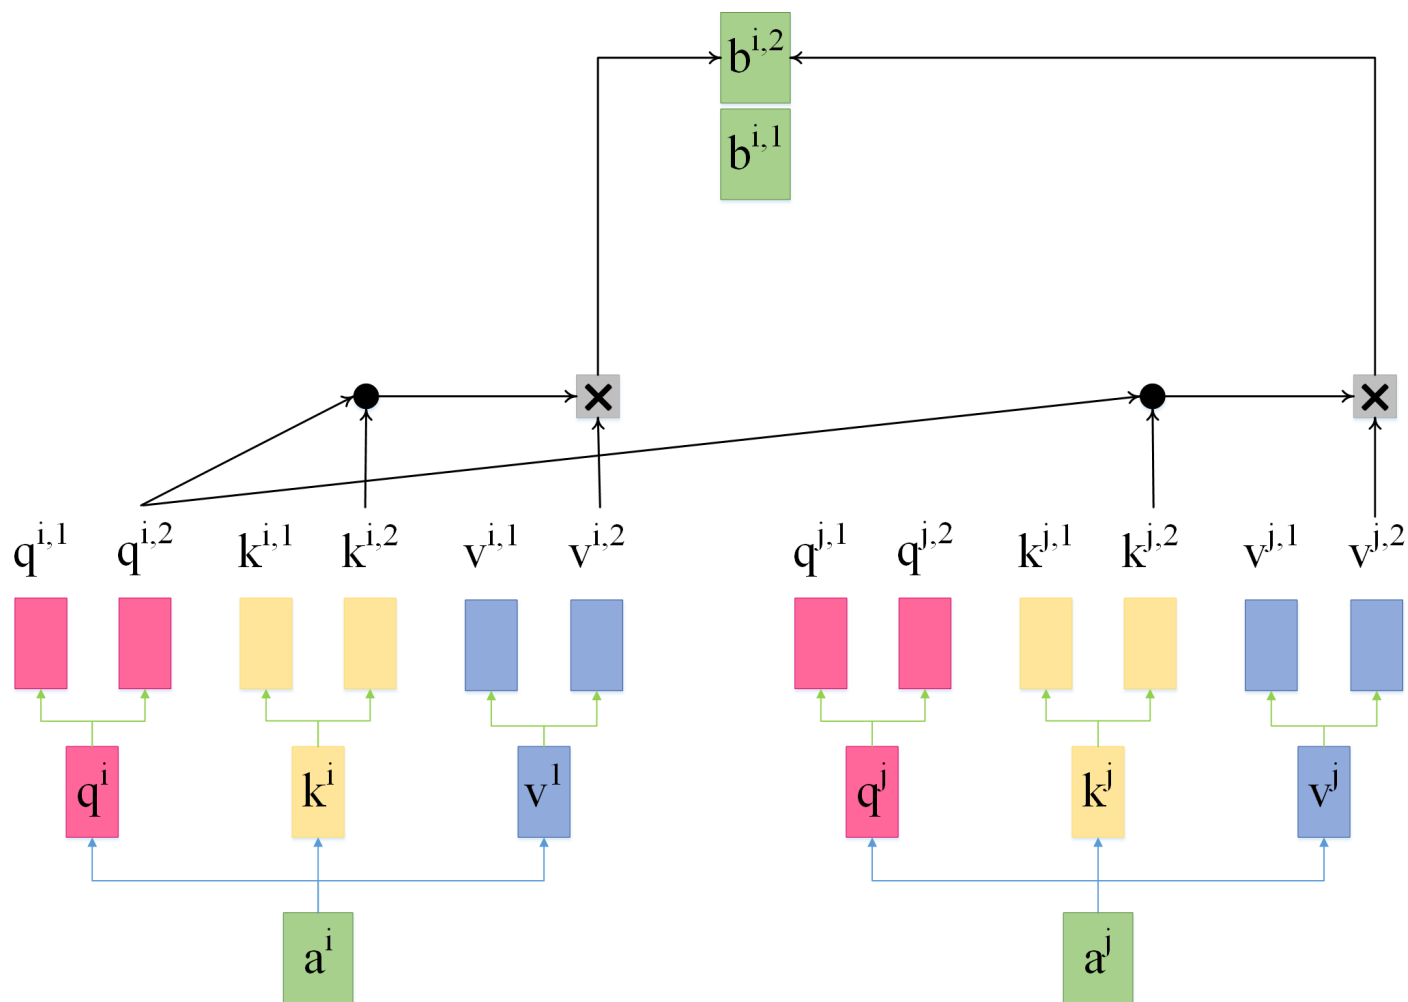 b^{i,2}
b^{i,1}
q^{i,1} q^{i,2} k^{i,1} k^{i,2} v^{i,1} v^{i,2} q^{j,1} q^{j,2} k^{j,1} k^{j,2} v^{j,1} v^{j,2}
q^i k^i v^1 q^j k^j v^j
a^i a^j